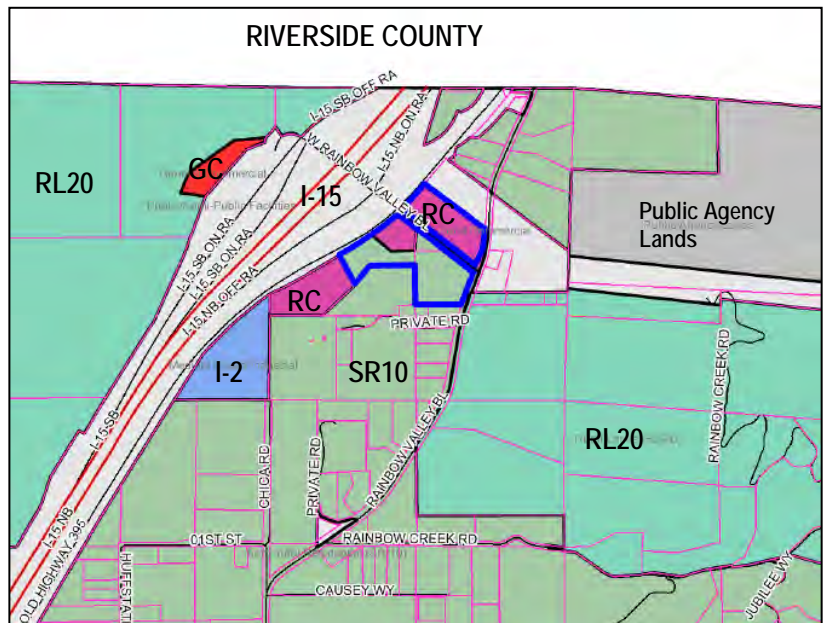 RIVERSIDE COUNTY
I-15 SB OFF RA
I-15 NB ON RA
W RAINBOW VALLEY BL
GC
RL20
I-15
RC
Public Agency
Lands
I-15 SB ON RA
I-15 SB ON RA
I-15 NB OFF RA
RC
PRIVATE RD
I-2
SR10
RL20
RAINBOW CREEK RD
I-15 SB
CHICA RD
PRIVATE RD
RAINBOW VALLEY BL
I-15 NB
OLD HIGHWAY 395
01ST ST
RAINBOW CREEK RD
HUFFSTAT
CAUSEY WY
JUBILEE WY